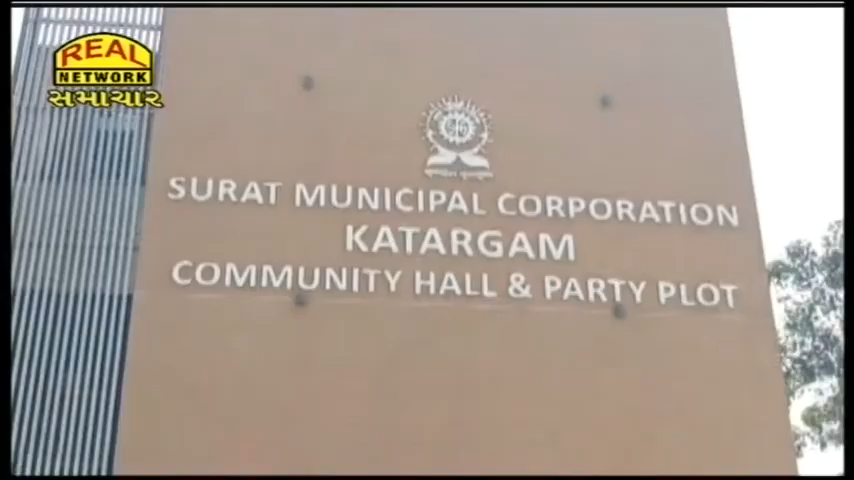 REAL
NETWORK
સમાચાર
SURAT MUNICIPAL CORPORATION
KATARGAM
COMMUNITY HALL & PARTY PLOT